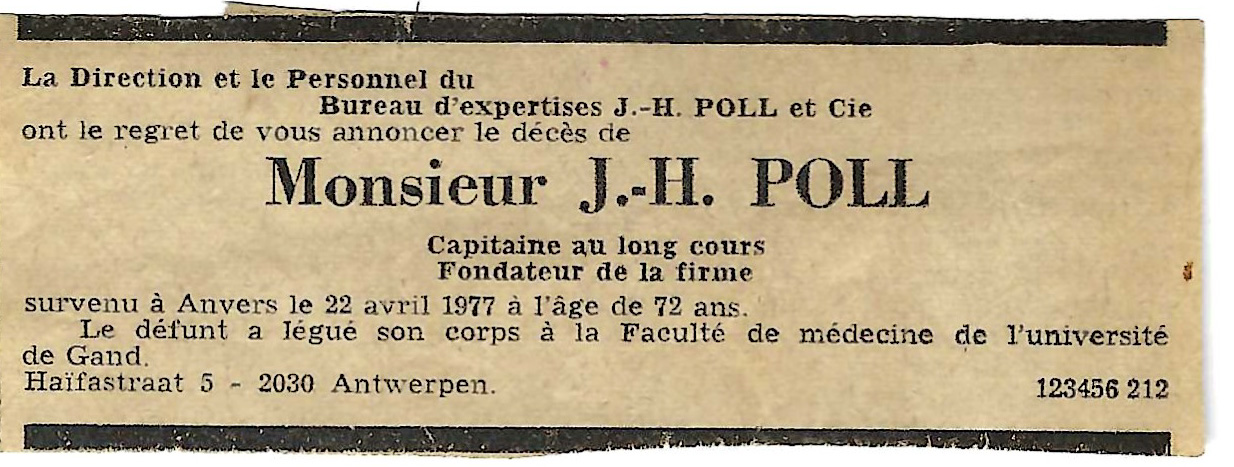 La Direction et le Personnel du
Bureau d'expertises J.-H. POLL et Cie
ont le regret de vous annoncer le décès de
Monsieur J.-H. POLL
Capitaine au long cours
Fondateur de la firme
survenu à Anvers le 22 avril 1977 à l'âge de 72 ans.
Le défunt a légué son corps à la Faculté de médecine de l'université
de Gand.
Haïfastraat 5 - 2030 Antwerpen. 123456 212